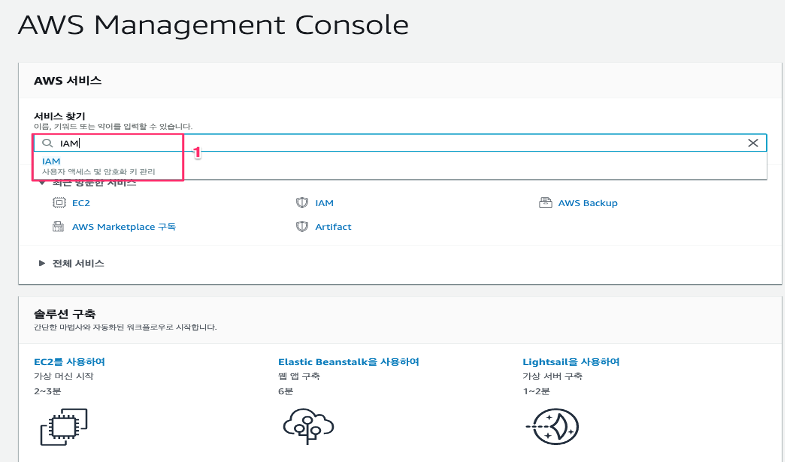 AWS Management Console
AWS 서비스
서비스 찾기
이름, 키워드 또는 약어를 입력할 수 있습니다.
IAM
1
IAM
사용자 액세스 및 암호화 키 관리
최근 방문한 서비스
EC2 IAM AWS Backup
AWS Marketplace 구독 Artifact
전체 서비스
솔루션 구축
간단한 마법사와 자동화된 워크플로우로 시작합니다.
EC2를 사용하여 Elastic Beanstalk을 사용하여 Lightsail을 사용하여
가상 머신 시작 웹 앱 구축 가상 서버 구축
2~3분 6분 1~2분